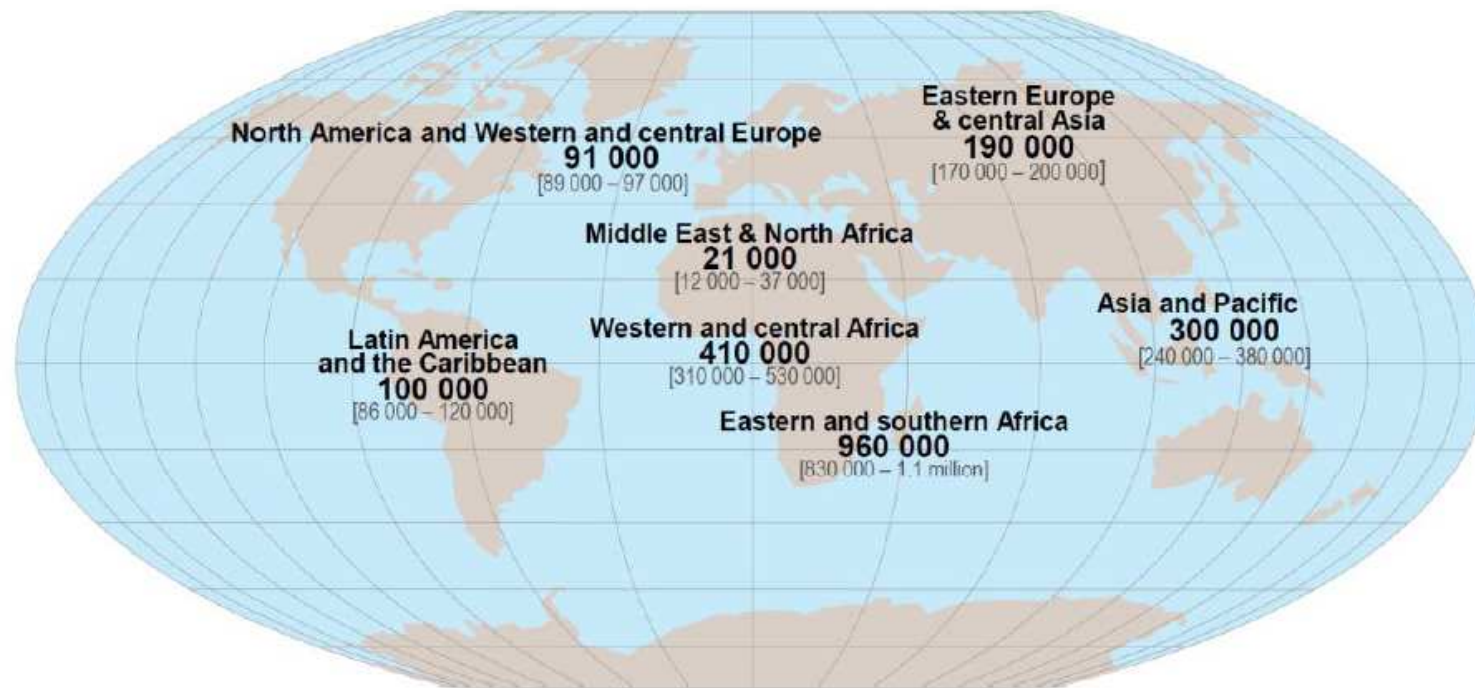 North America and Western and central Europe
91 000
[89 000 – 97 000]
Eastern Europe
& central Asia
190 000
[170 000 – 200 000]
Middle East & North Africa
21 000
[12 000 – 37 000]
Western and central Africa
410 000
[310 000 – 530 000]
Asia and Pacific
300 000
[240 000 – 380 000]
Latin America
and the Caribbean
100 000
[86 000 – 120 000]
Eastern and southern Africa
960 000
[830 000 – 1.1 million]